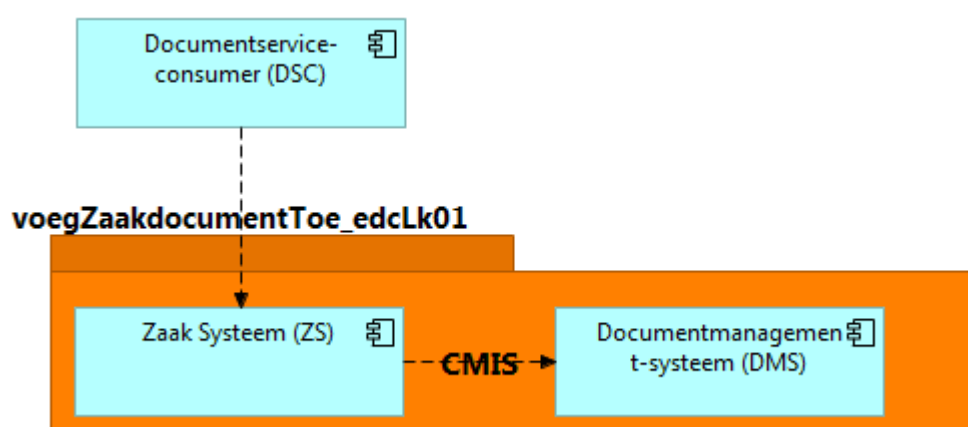 Documentservice-
consumer (DSC)
voegZaakdocumentToe_edcLk01
Zaak Systeem (ZS)
CMIS
Documentmanagemen
t-systeem (DMS)